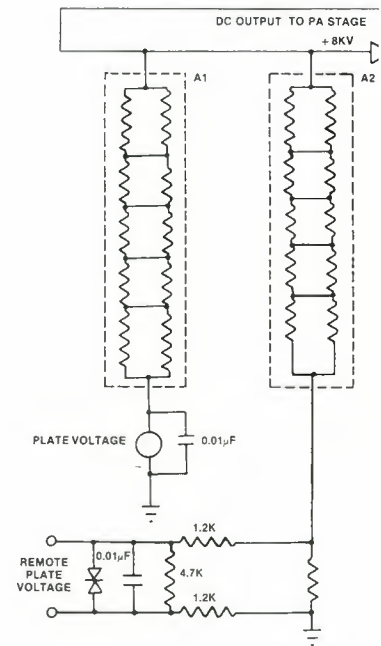 DC OUTPUT TO PA STAGE
+8KV
A1
A2
PLATE VOLTAGE
0.01µF
1.2K
0.01µF
REMOTE
PLATE
VOLTAGE
4.7K
1.2K